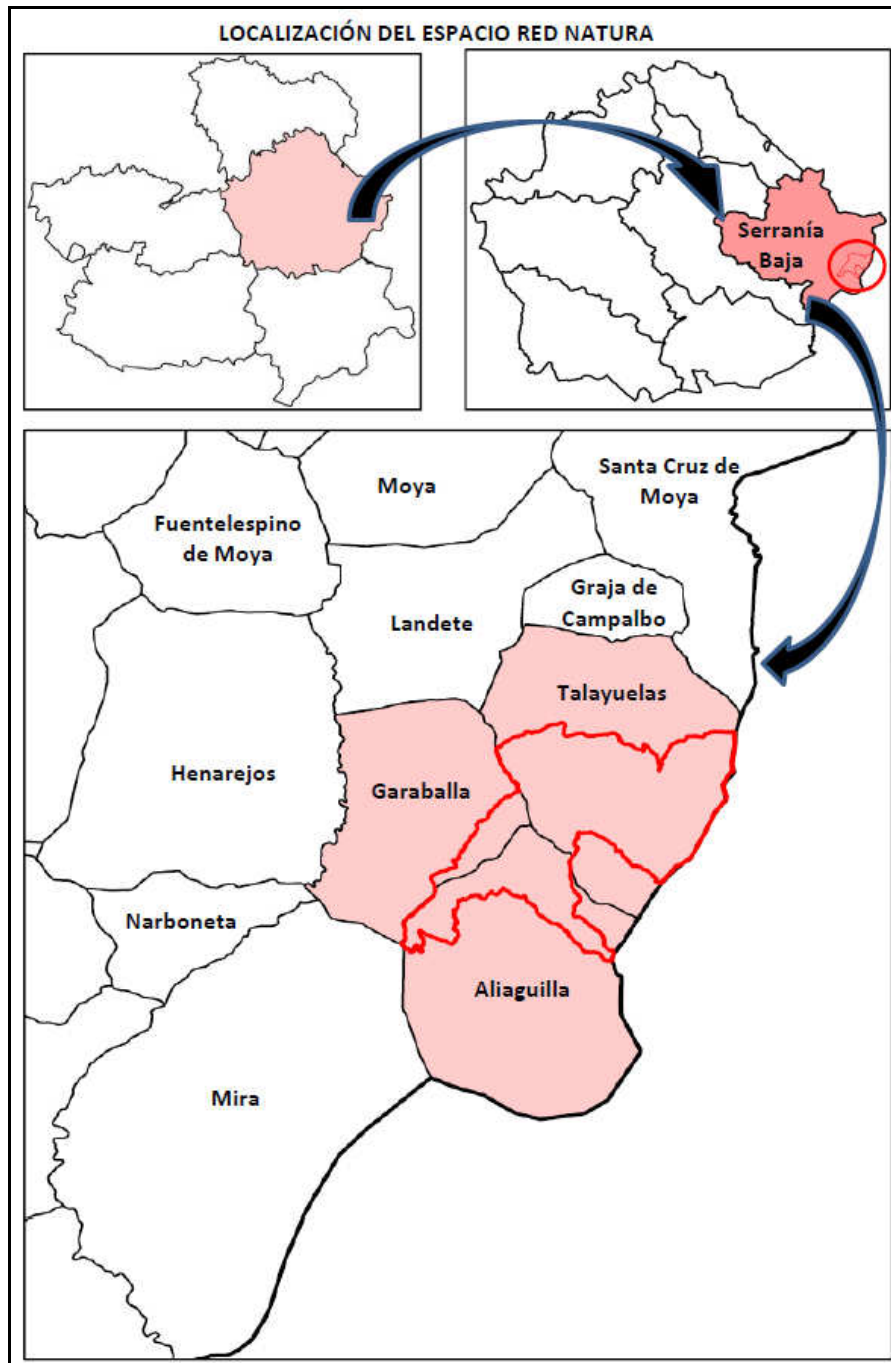 LOCALIZACIÓN DEL ESPACIO RED NATURA
Serranía
Baja
Santa Cruz de
Moya
Moya
Fuentelespino
de Moya
Graja de
Campalbo
Landete
Talayuelas
Henarejos
Garaballa
Narboneta
Aliaguilla
Mira